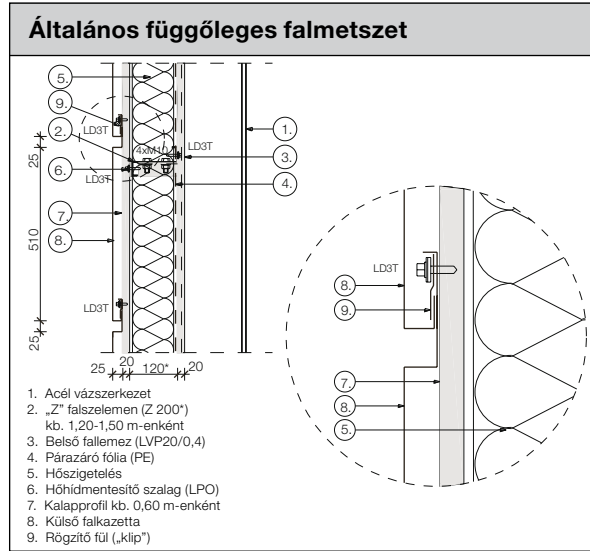 Általános függőleges falmetszet
5.
9.
LD3T
2.
4xM10
LD3T
1.
3.
6.
LD3T
4.
25
7.
510
8.
LD3T
25
25
20
120*
20
8.
LD3T
9.
7.
8.
5.
1. Acél vázszerkezet
2. „Z” falszelemen (Z 200*)
kb. 1,20-1,50 m-enként
3. Belső fallemez (LVP20/0,4)
4. Párazáró fólia (PE)
5. Hőszigetelés
6. Hőhídmentesítő szalag (LPO)
7. Kalapprofil kb. 0,60 m-enként
8. Külső falkazetta
9. Rögzítő fül („klip”)